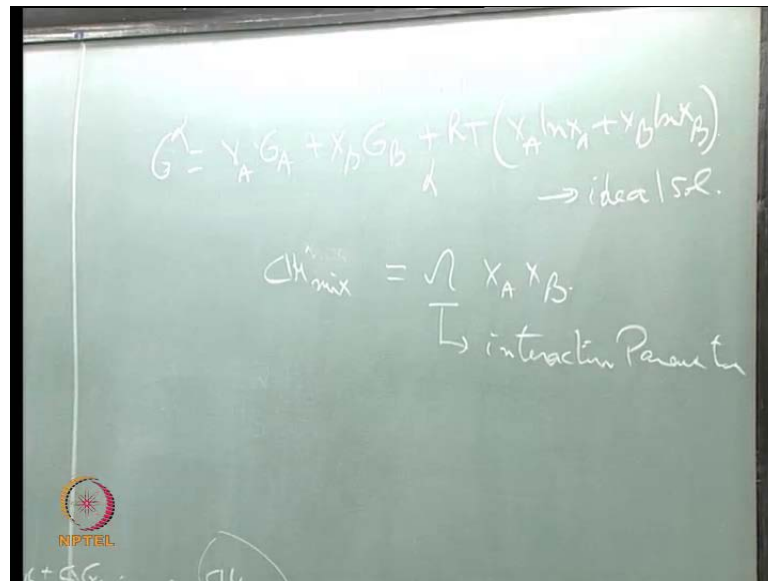 G^α = X_A G_A + X_B G_B + RT (X_A ln X_A + X_B ln X_B)
α
→ ideal sol.
ΔH_mix = Ω X_A X_B.
↳ interaction Parameter
NPTEL